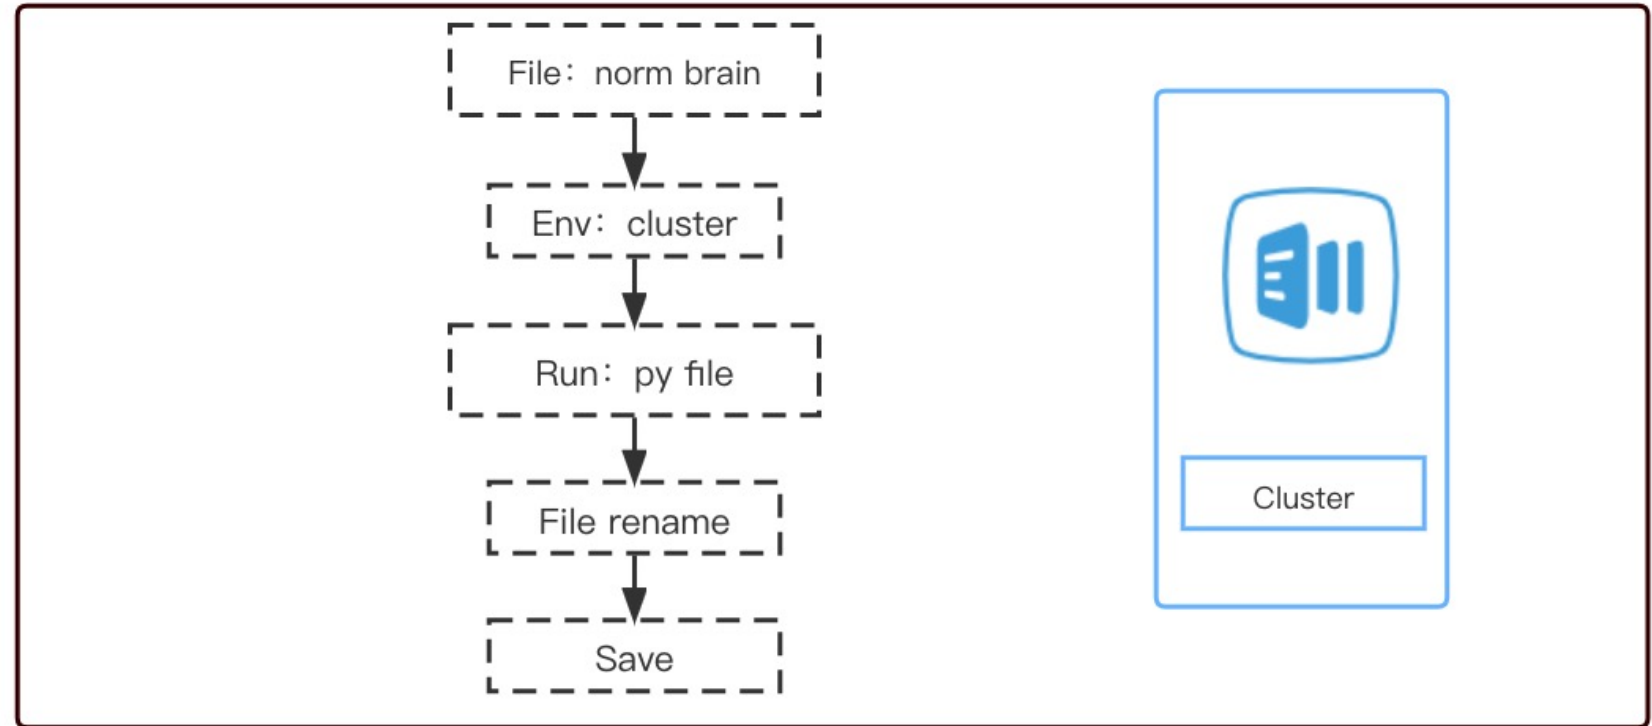 File：norm brain
Env：cluster
Run：py file
File rename
Save
Cluster